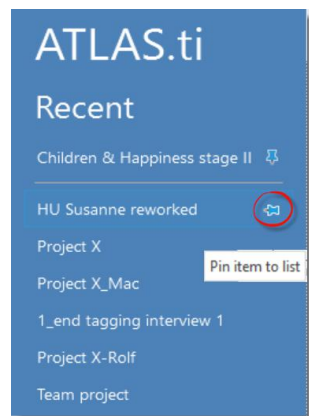 ATLAS.ti
Recent
Children & Happiness stage II
HU Susanne reworked
Project X
Pin item to list
Project X_Mac
1_end tagging interview 1
Project X-Rolf
Team project